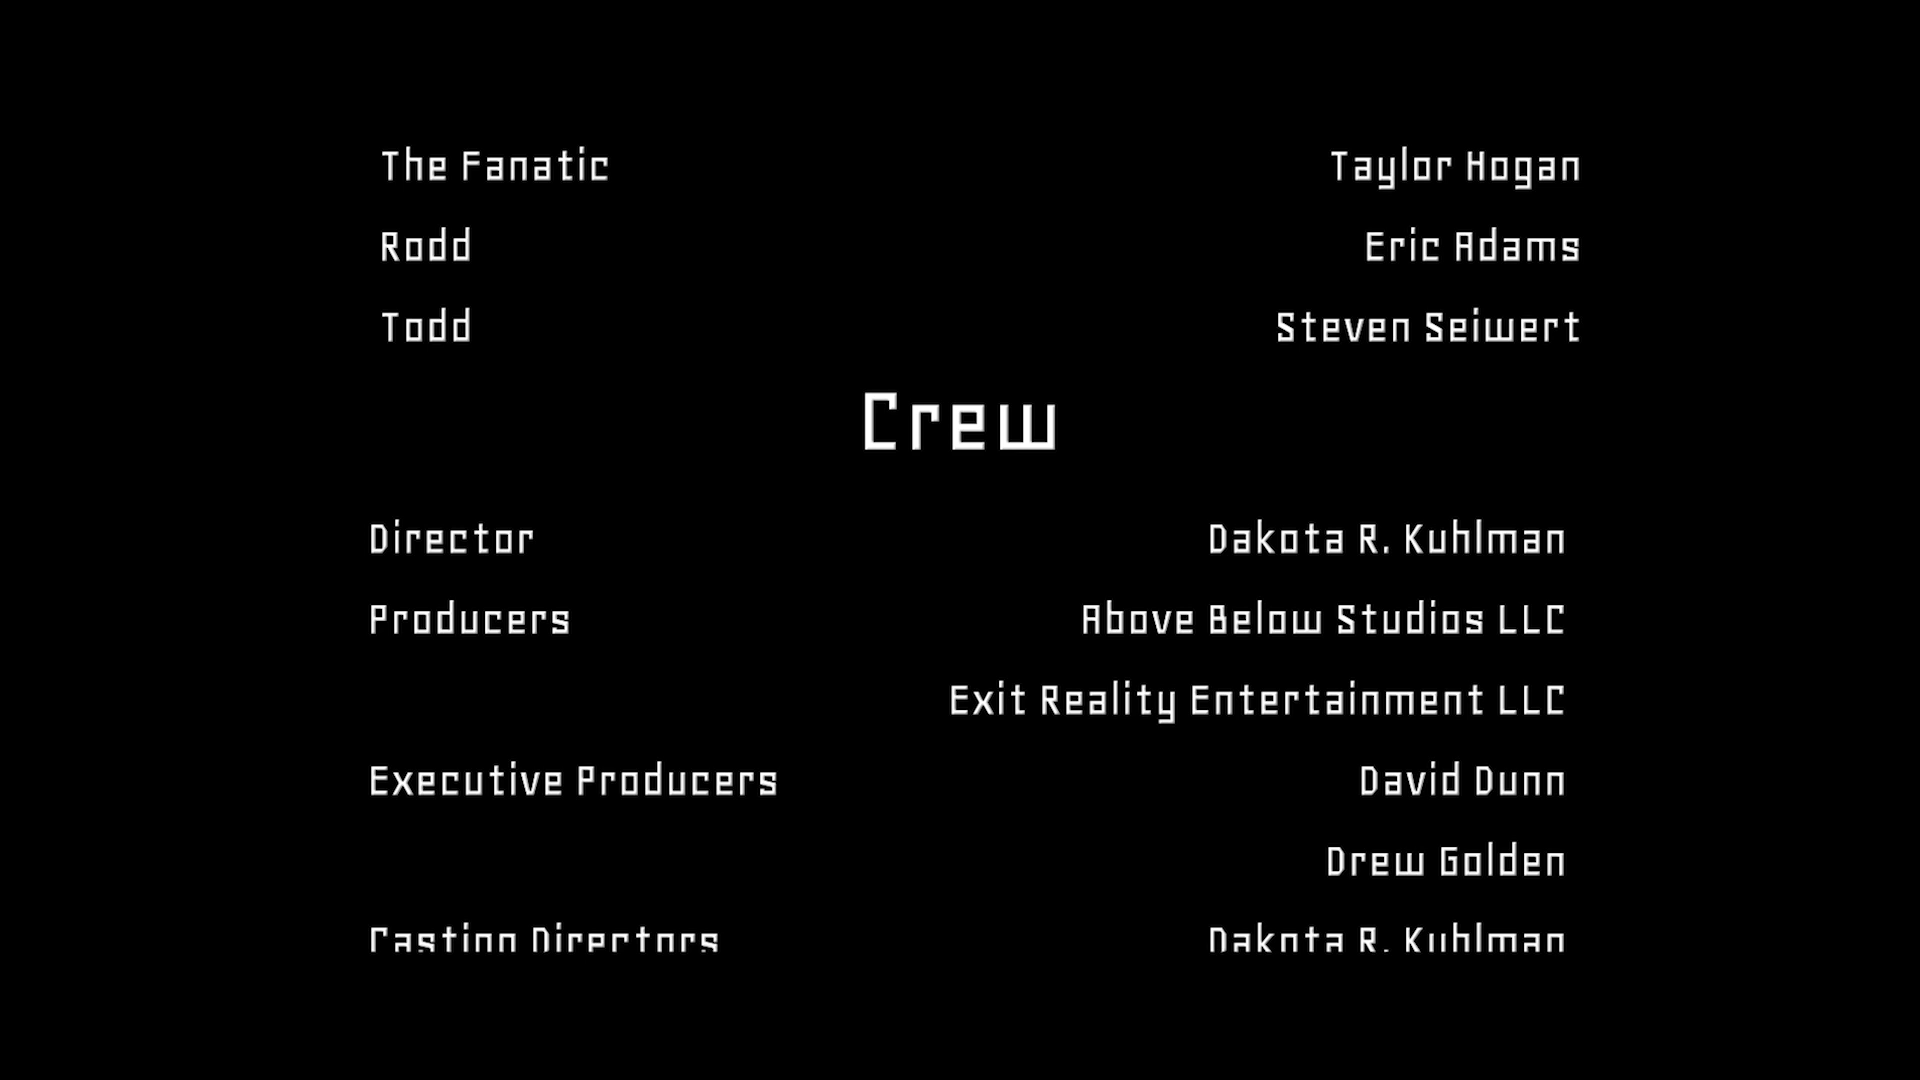 The Fanatic Taylor Hogan
Rodd Eric Adams
Todd Steven Seiwert
Crew
Director Dakota R. Kuhlman
Producers Above Below Studios LLC
Exit Reality Entertainment LLC
Executive Producers David Dunn
Drew Golden
Casting Directors Dakota R. Kuhlman